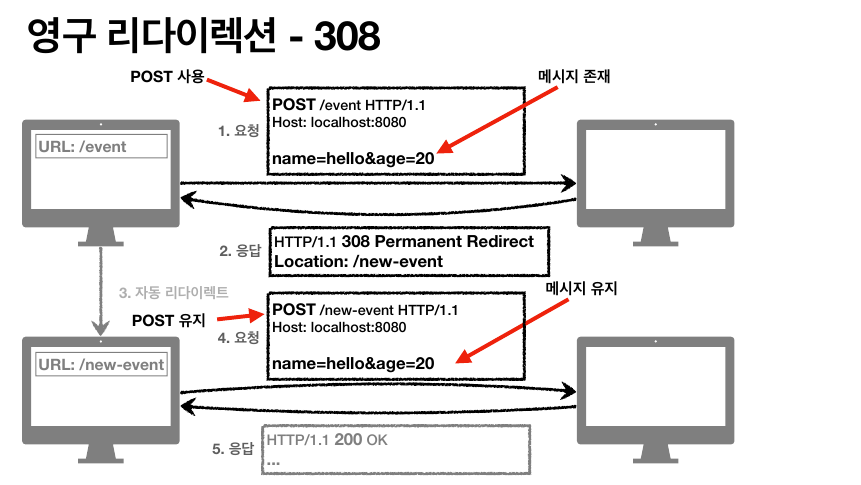 영구 리다이렉션 - 308
POST 사용
메시지 존재
1. 요청
POST /event HTTP/1.1
Host: localhost:8080
name=hello&age=20
URL: /event
2. 응답
HTTP/1.1 308 Permanent Redirect
Location: /new-event
3. 자동 리다이렉트
메시지 유지
POST 유지
4. 요청
POST /new-event HTTP/1.1
Host: localhost:8080
name=hello&age=20
URL: /new-event
5. 응답
HTTP/1.1 200 OK
...